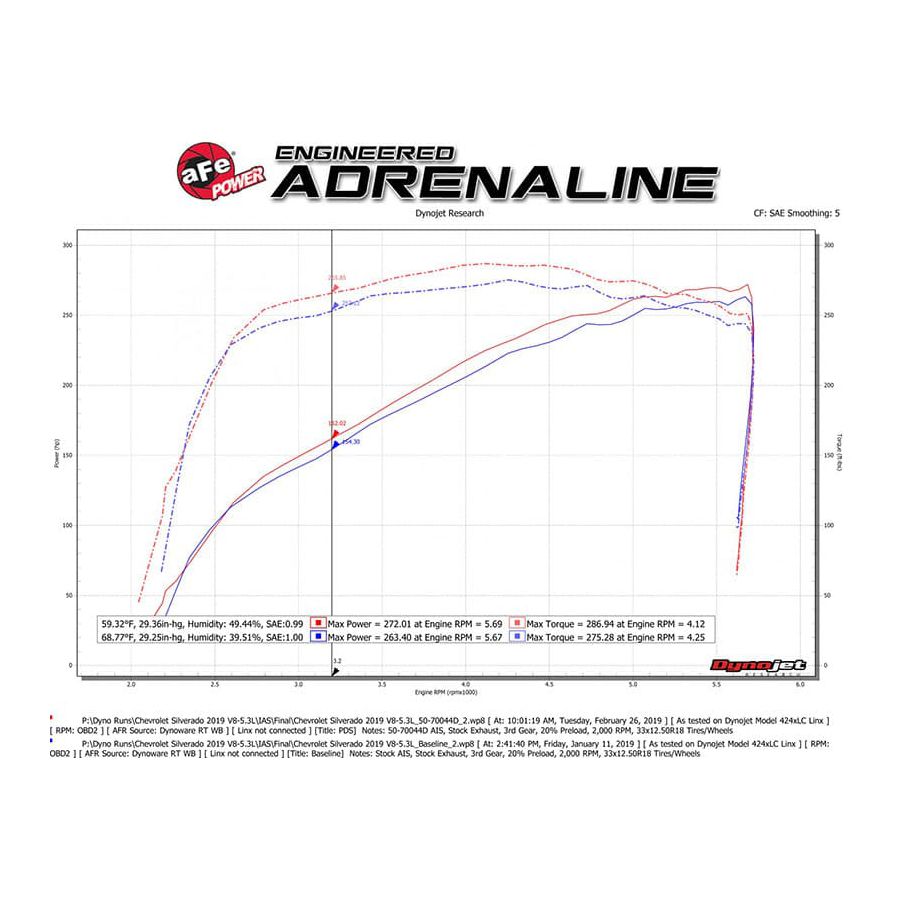 aFe
POWER
ENGINEERED
ADRENALINE
Dynojet Research
CF: SAE Smoothing: 5
300
300
250
250
200
200
150
150
100
100
50
50
0
0
Power (hp)
Torque (ft-lbs)
265.85
162.02
154.30
59.32°F, 29.36in-hg, Humidity: 49.44%, SAE:0.99 Max Power = 272.01 at Engine RPM = 5.69 Max Torque = 286.94 at Engine RPM = 4.12
68.77°F, 29.25in-hg, Humidity: 39.51%, SAE:1.00 Max Power = 263.40 at Engine RPM = 5.67 Max Torque = 275.28 at Engine RPM = 4.25
3.2
Dynojet
RESEARCH
2.0 2.5 3.0 3.5 4.0 4.5 5.0 5.5 6.0
Engine RPM (rpmx1000)
P:\Dyno Runs\Chevrolet Silverado 2019 V8-5.3L\IAS\Final\Chevrolet Silverado 2019 V8-5.3L_50-70044D_2.wp8 [ At: 10:01:19 AM, Tuesday, February 26, 2019 ] [ As tested on Dynojet Model 424xLC Linx ]
[ RPM: OBD2 ] [ AFR Source: Dynoware RT WB ] [ Linx not connected ] [Title: PDS] Notes: 50-70044D AIS, Stock Exhaust, 3rd Gear, 20% Preload, 2,000 RPM, 33x12.50R18 Tires/Wheels
P:\Dyno Runs\Chevrolet Silverado 2019 V8-5.3L\IAS\Final\Chevrolet Silverado 2019 V8-5.3L_Baseline_2.wp8 [ At: 2:41:40 PM, Friday, January 11, 2019 ] [ As tested on Dynojet Model 424xLC Linx ] [ RPM:
OBD2 ] [ AFR Source: Dynoware RT WB ] [ Linx not connected ] [Title: Baseline] Notes: Stock AIS, Stock Exhaust, 3rd Gear, 20% Preload, 2,000 RPM, 33x12.50R18 Tires/Wheels